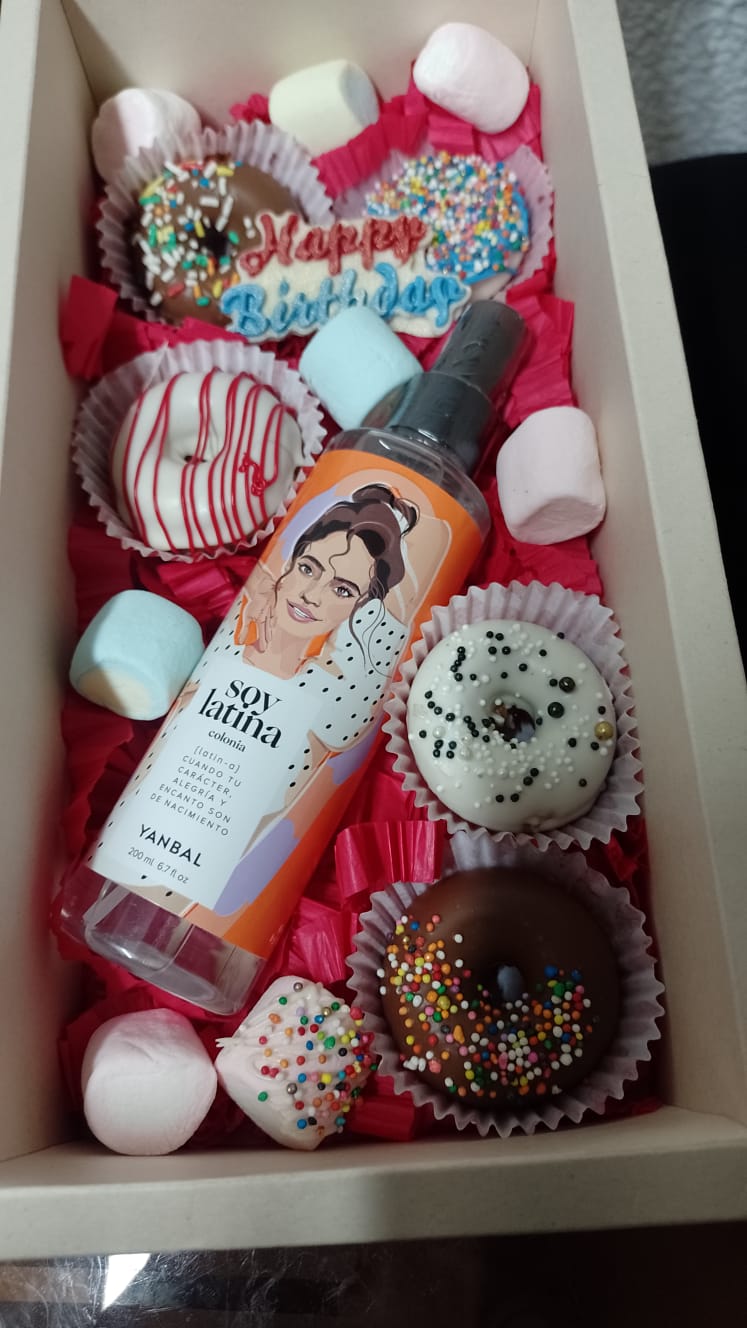 Happy
Birthday
soy
latina
colonia
[latin-a]
CUANDO TU
CARÁCTER,
ALEGRÍA Y
ENCANTO SON
DE NACIMIENTO
YANBAL
200 ml. 6.7 fl.oz